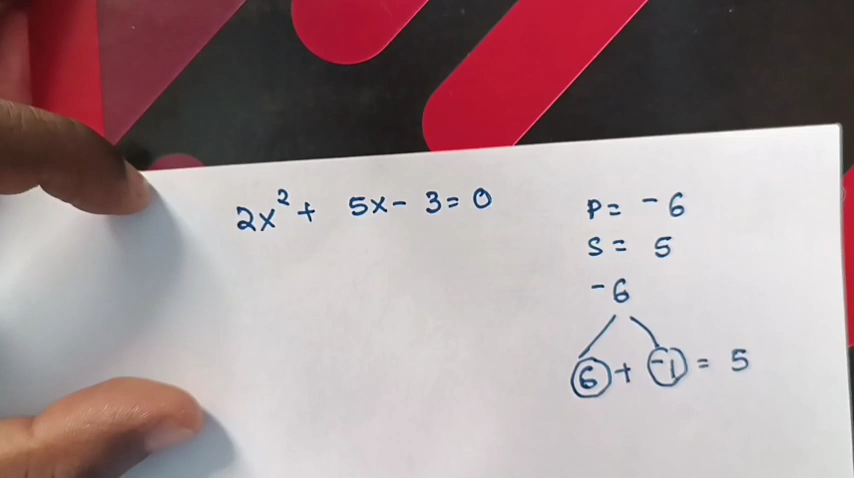 2x² + 5x - 3 = 0
P = -6
S = 5
-6
6 + -1 = 5